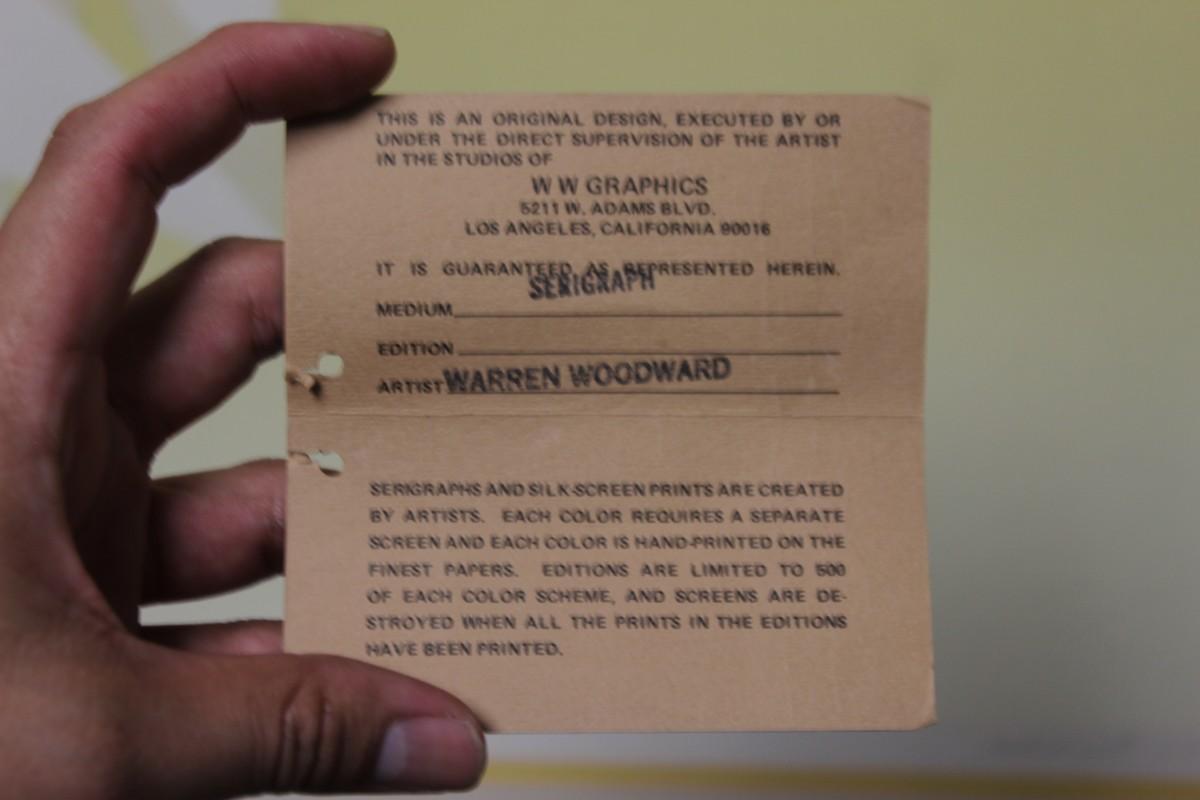 THIS IS AN ORIGINAL DESIGN, EXECUTED BY OR
UNDER THE DIRECT SUPERVISION OF THE ARTIST
IN THE STUDIOS OF
W W GRAPHICS
5211 W. ADAMS BLVD.
LOS ANGELES, CALIFORNIA 90016
IT IS GUARANTEED AS REPRESENTED HEREIN.
SERIGRAPH
MEDIUM
EDITION
ARTIST WARREN WOODWARD
SERIGRAPHS AND SILK-SCREEN PRINTS ARE CREATED
BY ARTISTS. EACH COLOR REQUIRES A SEPARATE
SCREEN AND EACH COLOR IS HAND-PRINTED ON THE
FINEST PAPERS. EDITIONS ARE LIMITED TO 500
OF EACH COLOR SCHEME, AND SCREENS ARE DE-
STROYED WHEN ALL THE PRINTS IN THE EDITIONS
HAVE BEEN PRINTED.